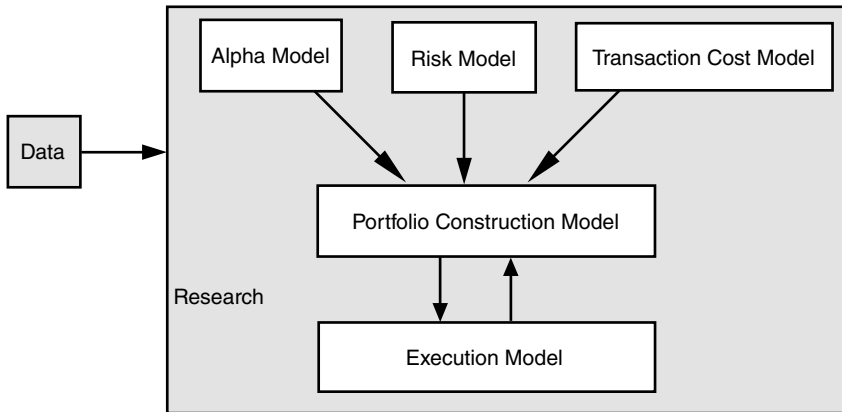 Alpha Model
Risk Model
Transaction Cost Model
Data
Portfolio Construction Model
Research
Execution Model